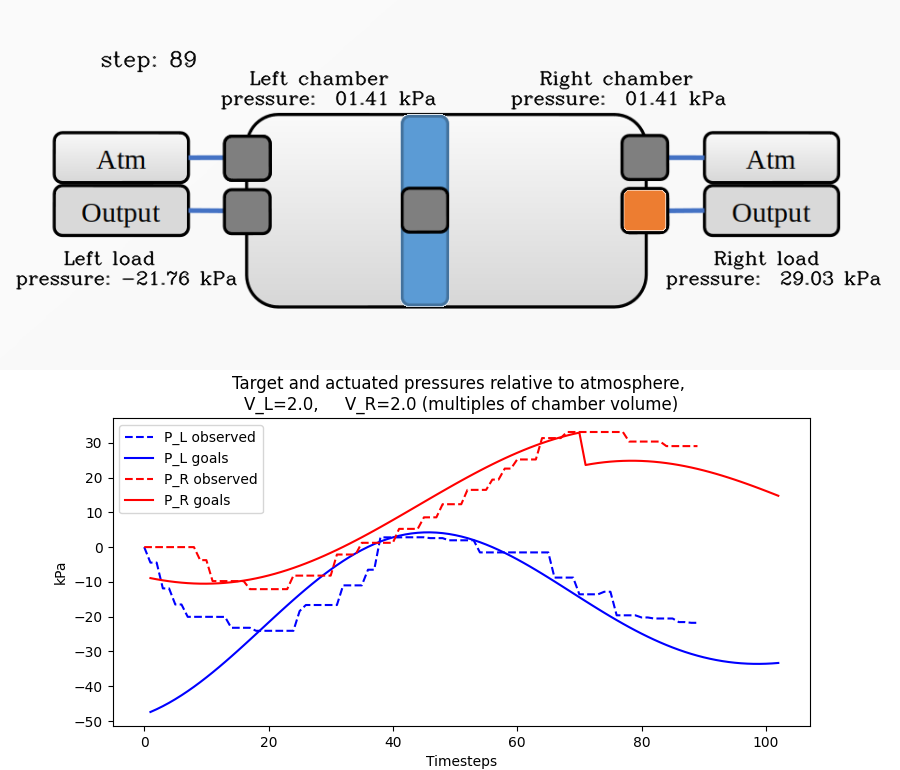 step: 89
Left chamber
pressure: 01.41 kPa
Right chamber
pressure: 01.41 kPa
Atm
Output
Atm
Output
Left load
pressure: −21.76 kPa
Right load
pressure: 29.03 kPa
Target and actuated pressures relative to atmosphere,
V_L=2.0, V_R=2.0 (multiples of chamber volume)
P_L observed
P_L goals
P_R observed
P_R goals
kPa
30
20
10
0
−10
−20
−30
−40
−50
0 20 40 60 80 100
Timesteps